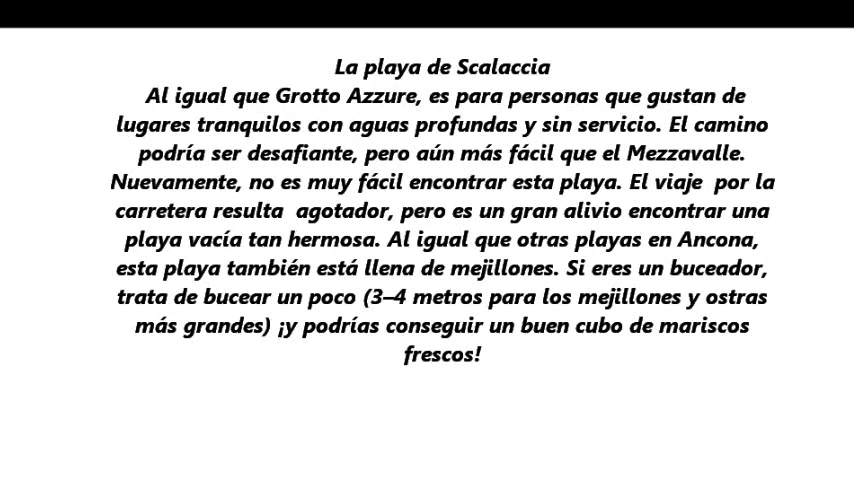 La playa de Scalaccia
Al igual que Grotto Azzure, es para personas que gustan de
lugares tranquilos con aguas profundas y sin servicio. El camino
podría ser desafiante, pero aún más fácil que el Mezzavalle.
Nuevamente, no es muy fácil encontrar esta playa. El viaje  por la
carretera resulta  agotador, pero es un gran alivio encontrar una
playa vacía tan hermosa. Al igual que otras playas en Ancona,
esta playa también está llena de mejillones. Si eres un buceador,
trata de bucear un poco (3–4 metros para los mejillones y ostras
más grandes) ¡y podrías conseguir un buen cubo de mariscos
frescos!